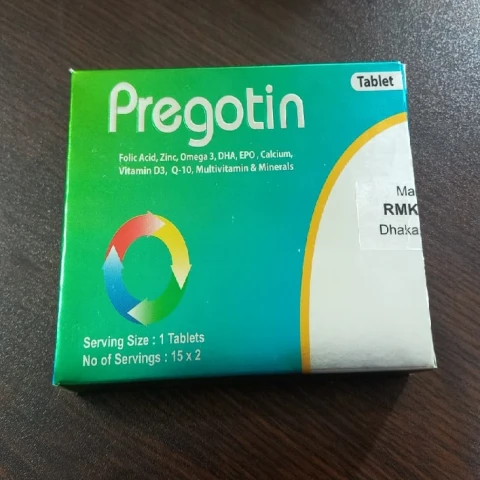 Tablet
Pregotin
Folic Acid, Zinc, Omega 3, DHA, EPO, Calcium,
Vitamin D3, Q-10, Multivitamin & Minerals
Ma
RMK
Dhaka
Serving Size : 1 Tablets
No of Servings : 15 x 2